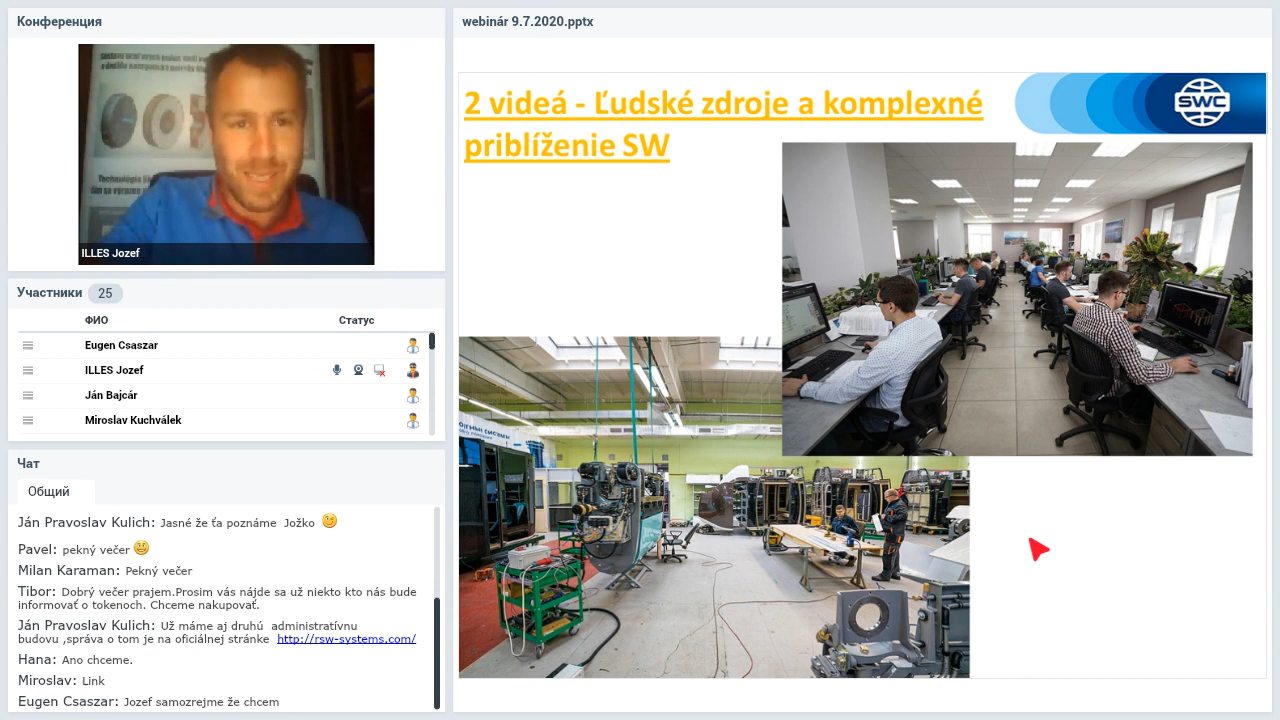 Конференция
ILLES Jozef
Участники 25
ФИО Статус
Eugen Csaszar
ILLES Jozef
Ján Bajcár
Miroslav Kuchválek
Чат
Общий
Ján Pravoslav Kulich: Jasné že ťa poznáme Jožko
Pavel: pekný večer
Milan Karaman: Pekný večer
Tibor: Dobrý večer prajem.Prosim vás nájde sa už niekto kto nás bude
informovať o tokenoch. Chceme nakupovať.
Ján Pravoslav Kulich: Už máme aj druhú administratívnu
budovu ,správa o tom je na oficiálnej stránke http://rsw-systems.com/
Hana: Ano chceme.
Miroslav: Link
Eugen Csaszar: Jozef samozrejme že chcem
webinár 9.7.2020.pptx
2 videá - Ľudské zdroje a komplexné
priblíženie SW
SWC